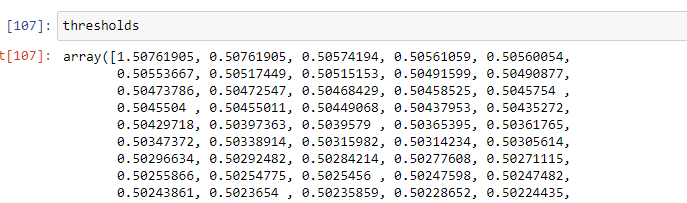 [107]: thresholds
t[107]: array([1.50761905, 0.50761905, 0.50574194, 0.50561059, 0.50560054,
0.50553667, 0.50517449, 0.50515153, 0.50491599, 0.50490877,
0.50473786, 0.50472547, 0.50468429, 0.50458525, 0.5045754 ,
0.5045504 , 0.50455011, 0.50449068, 0.50437953, 0.50435272,
0.50429718, 0.50397363, 0.5039579 , 0.50365395, 0.50361765,
0.50347372, 0.50338914, 0.50315982, 0.50314234, 0.50305614,
0.50296634, 0.50292482, 0.50284214, 0.50277608, 0.50271115,
0.50255866, 0.50254775, 0.5025456 , 0.50247598, 0.50247482,
0.50243861, 0.5023654 , 0.50235859, 0.50228652, 0.50224435,